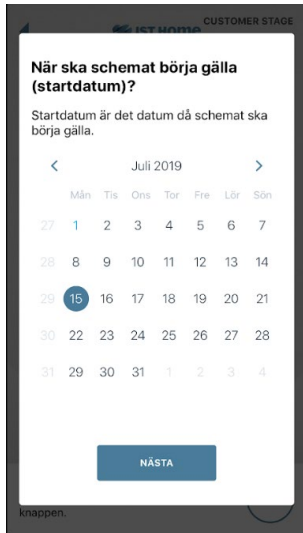 CUSTOMER STAGE
IST Home
När ska schemat börja gälla
(startdatum)?
Startdatum är det datum då schemat ska
börja gälla.
Juli 2019
Mån Tis Ons Tor Fre Lör Sön
27 1 2 3 4 5 6 7
28 8 9 10 11 12 13 14
29 15 16 17 18 19 20 21
30 22 23 24 25 26 27 28
31 29 30 31 1 2 3 4
NÄSTA
knappen.